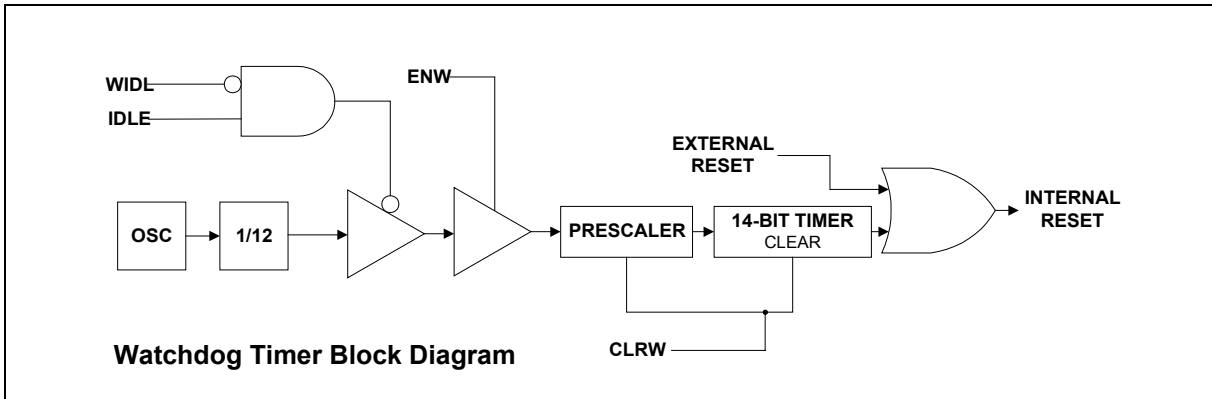 WIDL
IDLE
ENW
EXTERNAL
RESET
OSC
1/12
PRESCALER
14-BIT TIMER
CLEAR
INTERNAL
RESET
CLRW
Watchdog Timer Block Diagram